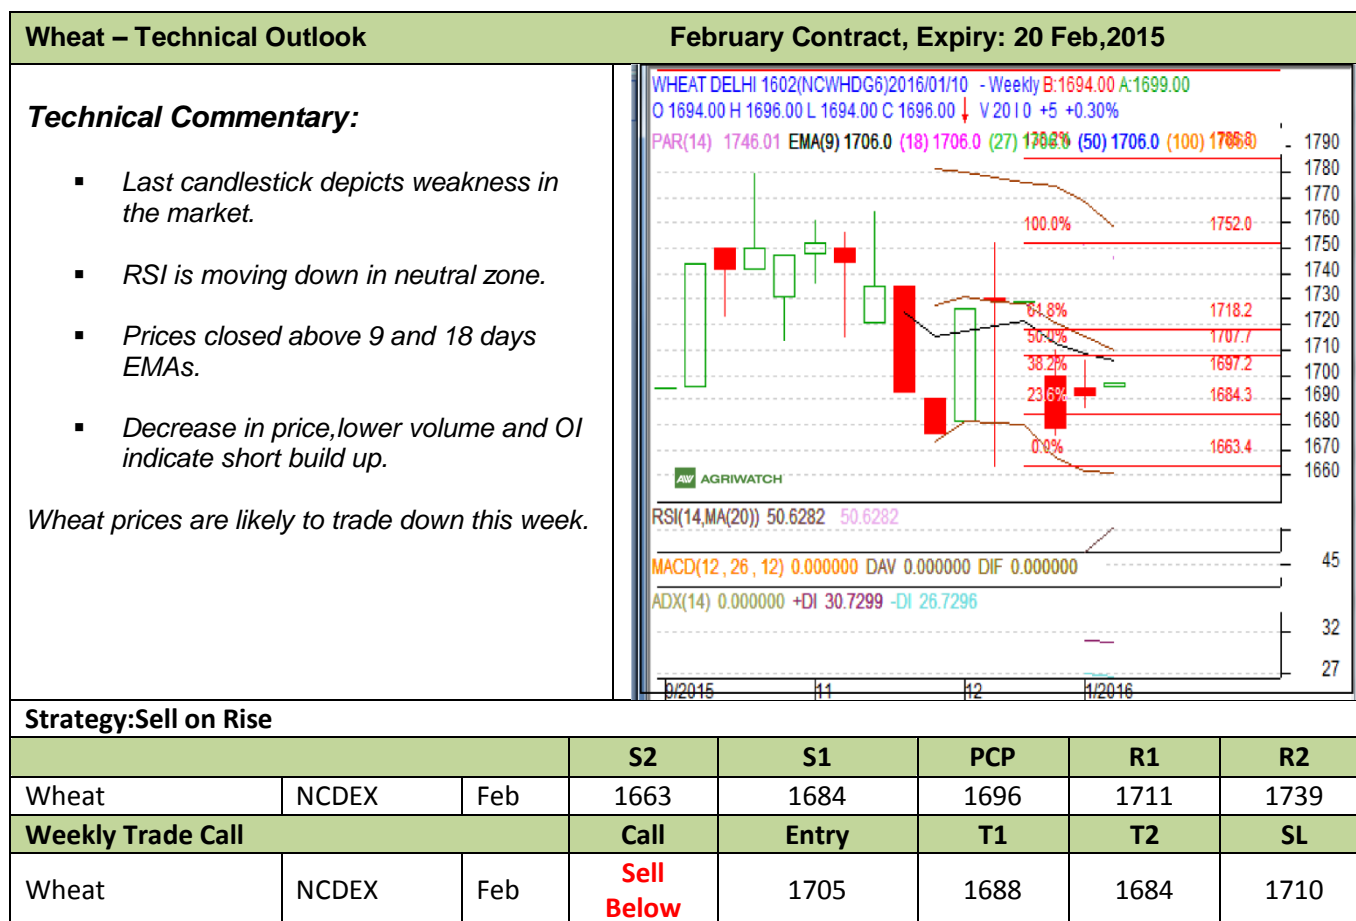 Wheat – Technical Outlook February Contract, Expiry: 20 Feb,2015
Technical Commentary:
▪ Last candlestick depicts weakness in
the market.
▪ RSI is moving down in neutral zone.
▪ Prices closed above 9 and 18 days
EMAs.
▪ Decrease in price,lower volume and OI
indicate short build up.
Wheat prices are likely to trade down this week.
WHEAT DELHI 1602(NCWHDG6)2016/01/10 - Weekly B:1694.00 A:1699.00
O 1694.00 H 1696.00 L 1694.00 C 1696.00 V 20 I 0 +5 +0.30%
PAR(14) 1746.01 EMA(9) 1706.0 (18) 1706.0 (27) (50) 1706.0 (100)
1790
1780
1770
1760
100.0% 1752.0
1750
1740
1730
61.8% 1718.2
1720
50.0% 1707.7
1710
38.2% 1697.2
1700
23.6% 1684.3
1690
1680
0.0% 1663.4
1670
1660
AW AGRIWATCH
RSI(14,MA(20)) 50.6282 50.6282
45
MACD(12 , 26 , 12) 0.000000 DAV 0.000000 DIF 0.000000
ADX(14) 0.000000 +DI 30.7299 -DI 26.7296
32
27
9/2015 11 12 1/2016
Strategy:Sell on Rise
S2 S1 PCP R1 R2
Wheat NCDEX Feb 1663 1684 1696 1711 1739
Weekly Trade Call Call Entry T1 T2 SL
Wheat NCDEX Feb Sell Below 1705 1688 1684 1710